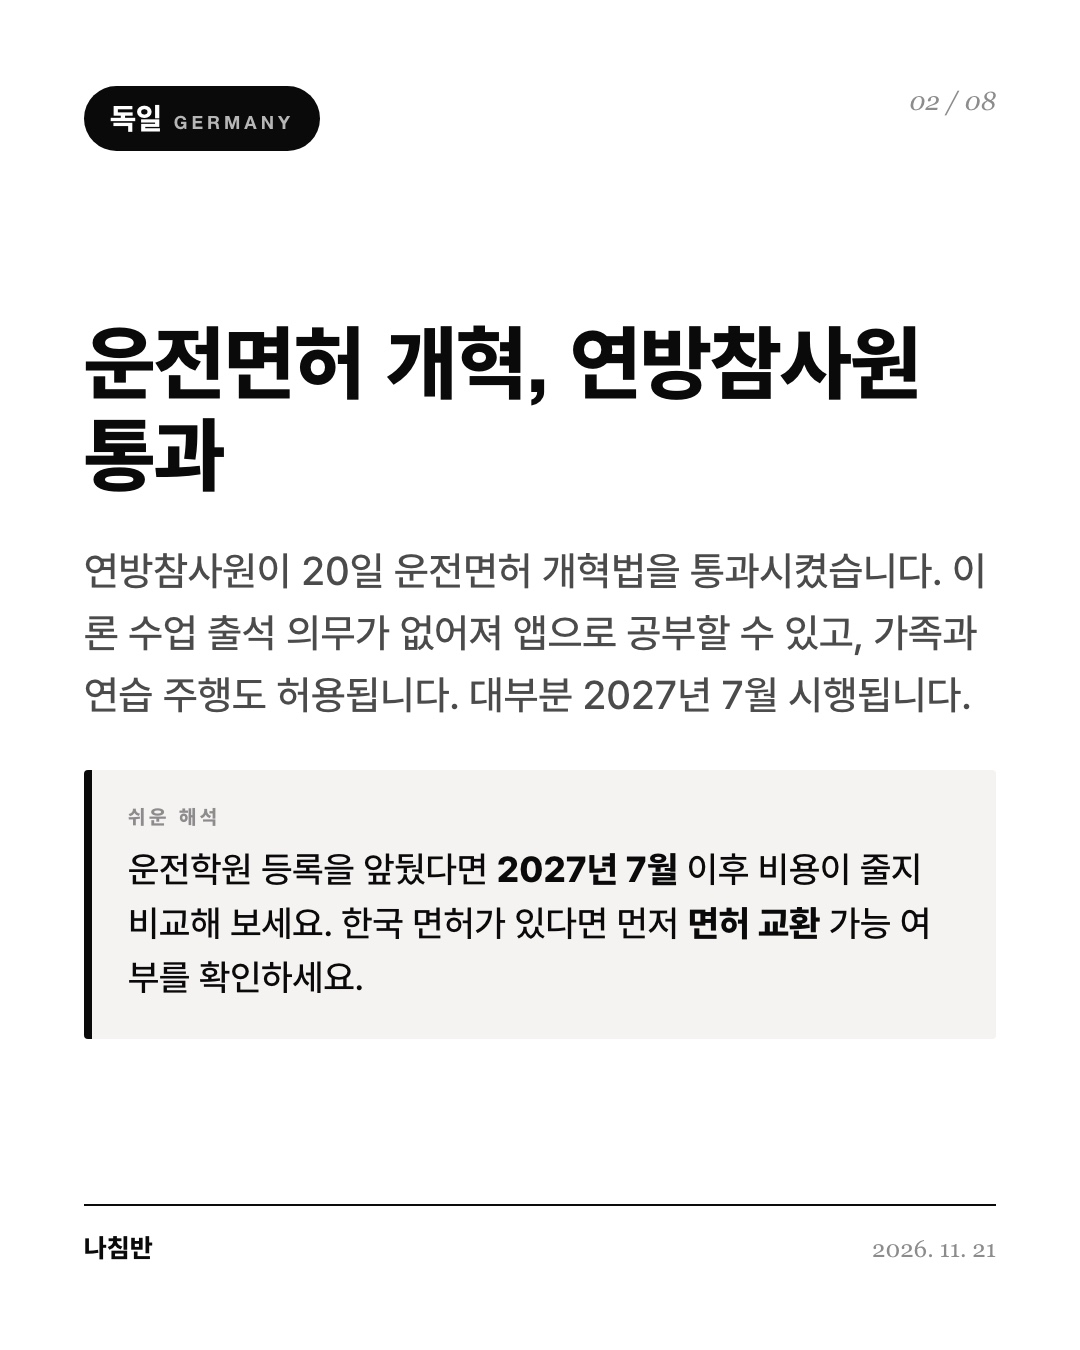 독일 GERMANY
02 / 08
운전면허 개혁, 연방참사원
통과
연방참사원이 20일 운전면허 개혁법을 통과시켰습니다. 이
론 수업 출석 의무가 없어져 앱으로 공부할 수 있고, 가족과
연습 주행도 허용됩니다. 대부분 2027년 7월 시행됩니다.
쉬운 해석
운전학원 등록을 앞뒀다면 2027년 7월 이후 비용이 줄지
비교해 보세요. 한국 면허가 있다면 먼저 면허 교환 가능 여
부를 확인하세요.
나침반
2026. 11. 21